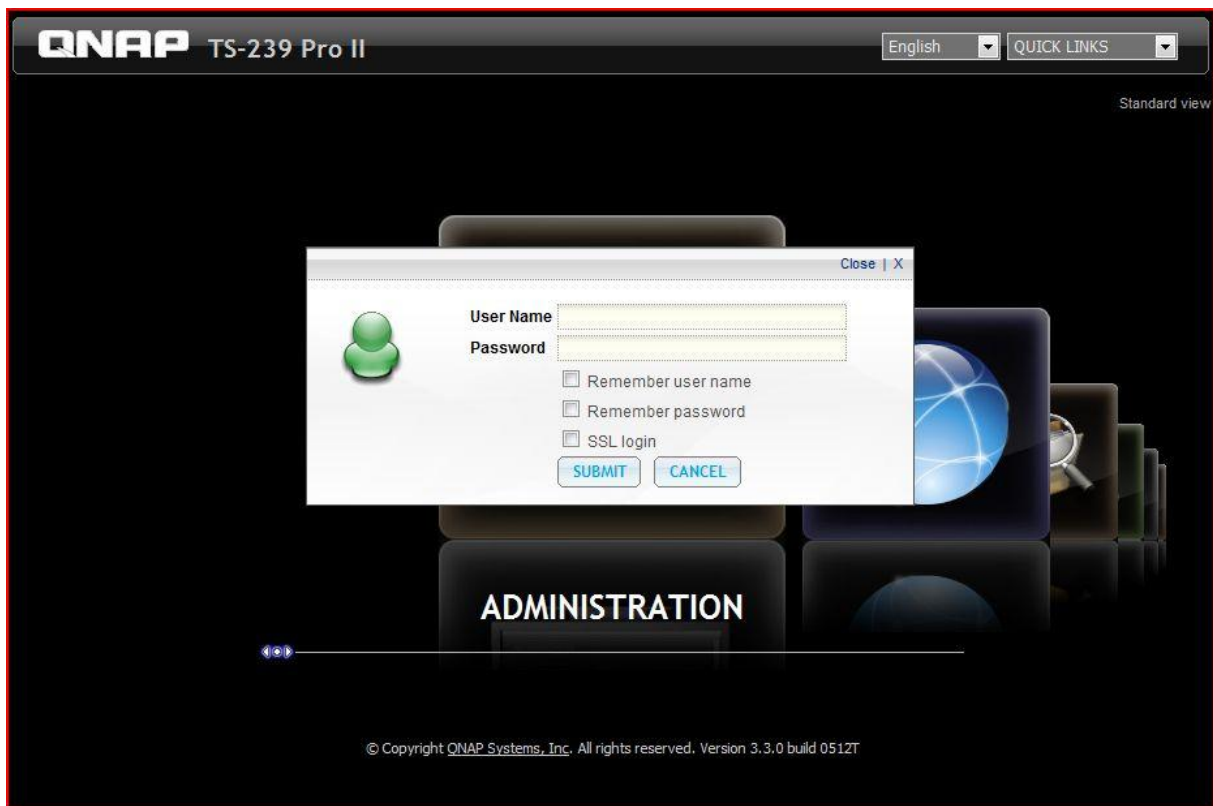 QNAP TS-239 Pro II
English QUICK LINKS
Standard view
Close | X
User Name
Password
Remember user name
Remember password
SSL login
SUBMIT CANCEL
ADMINISTRATION
© Copyright QNAP Systems, Inc. All rights reserved. Version 3.3.0 build 0512T